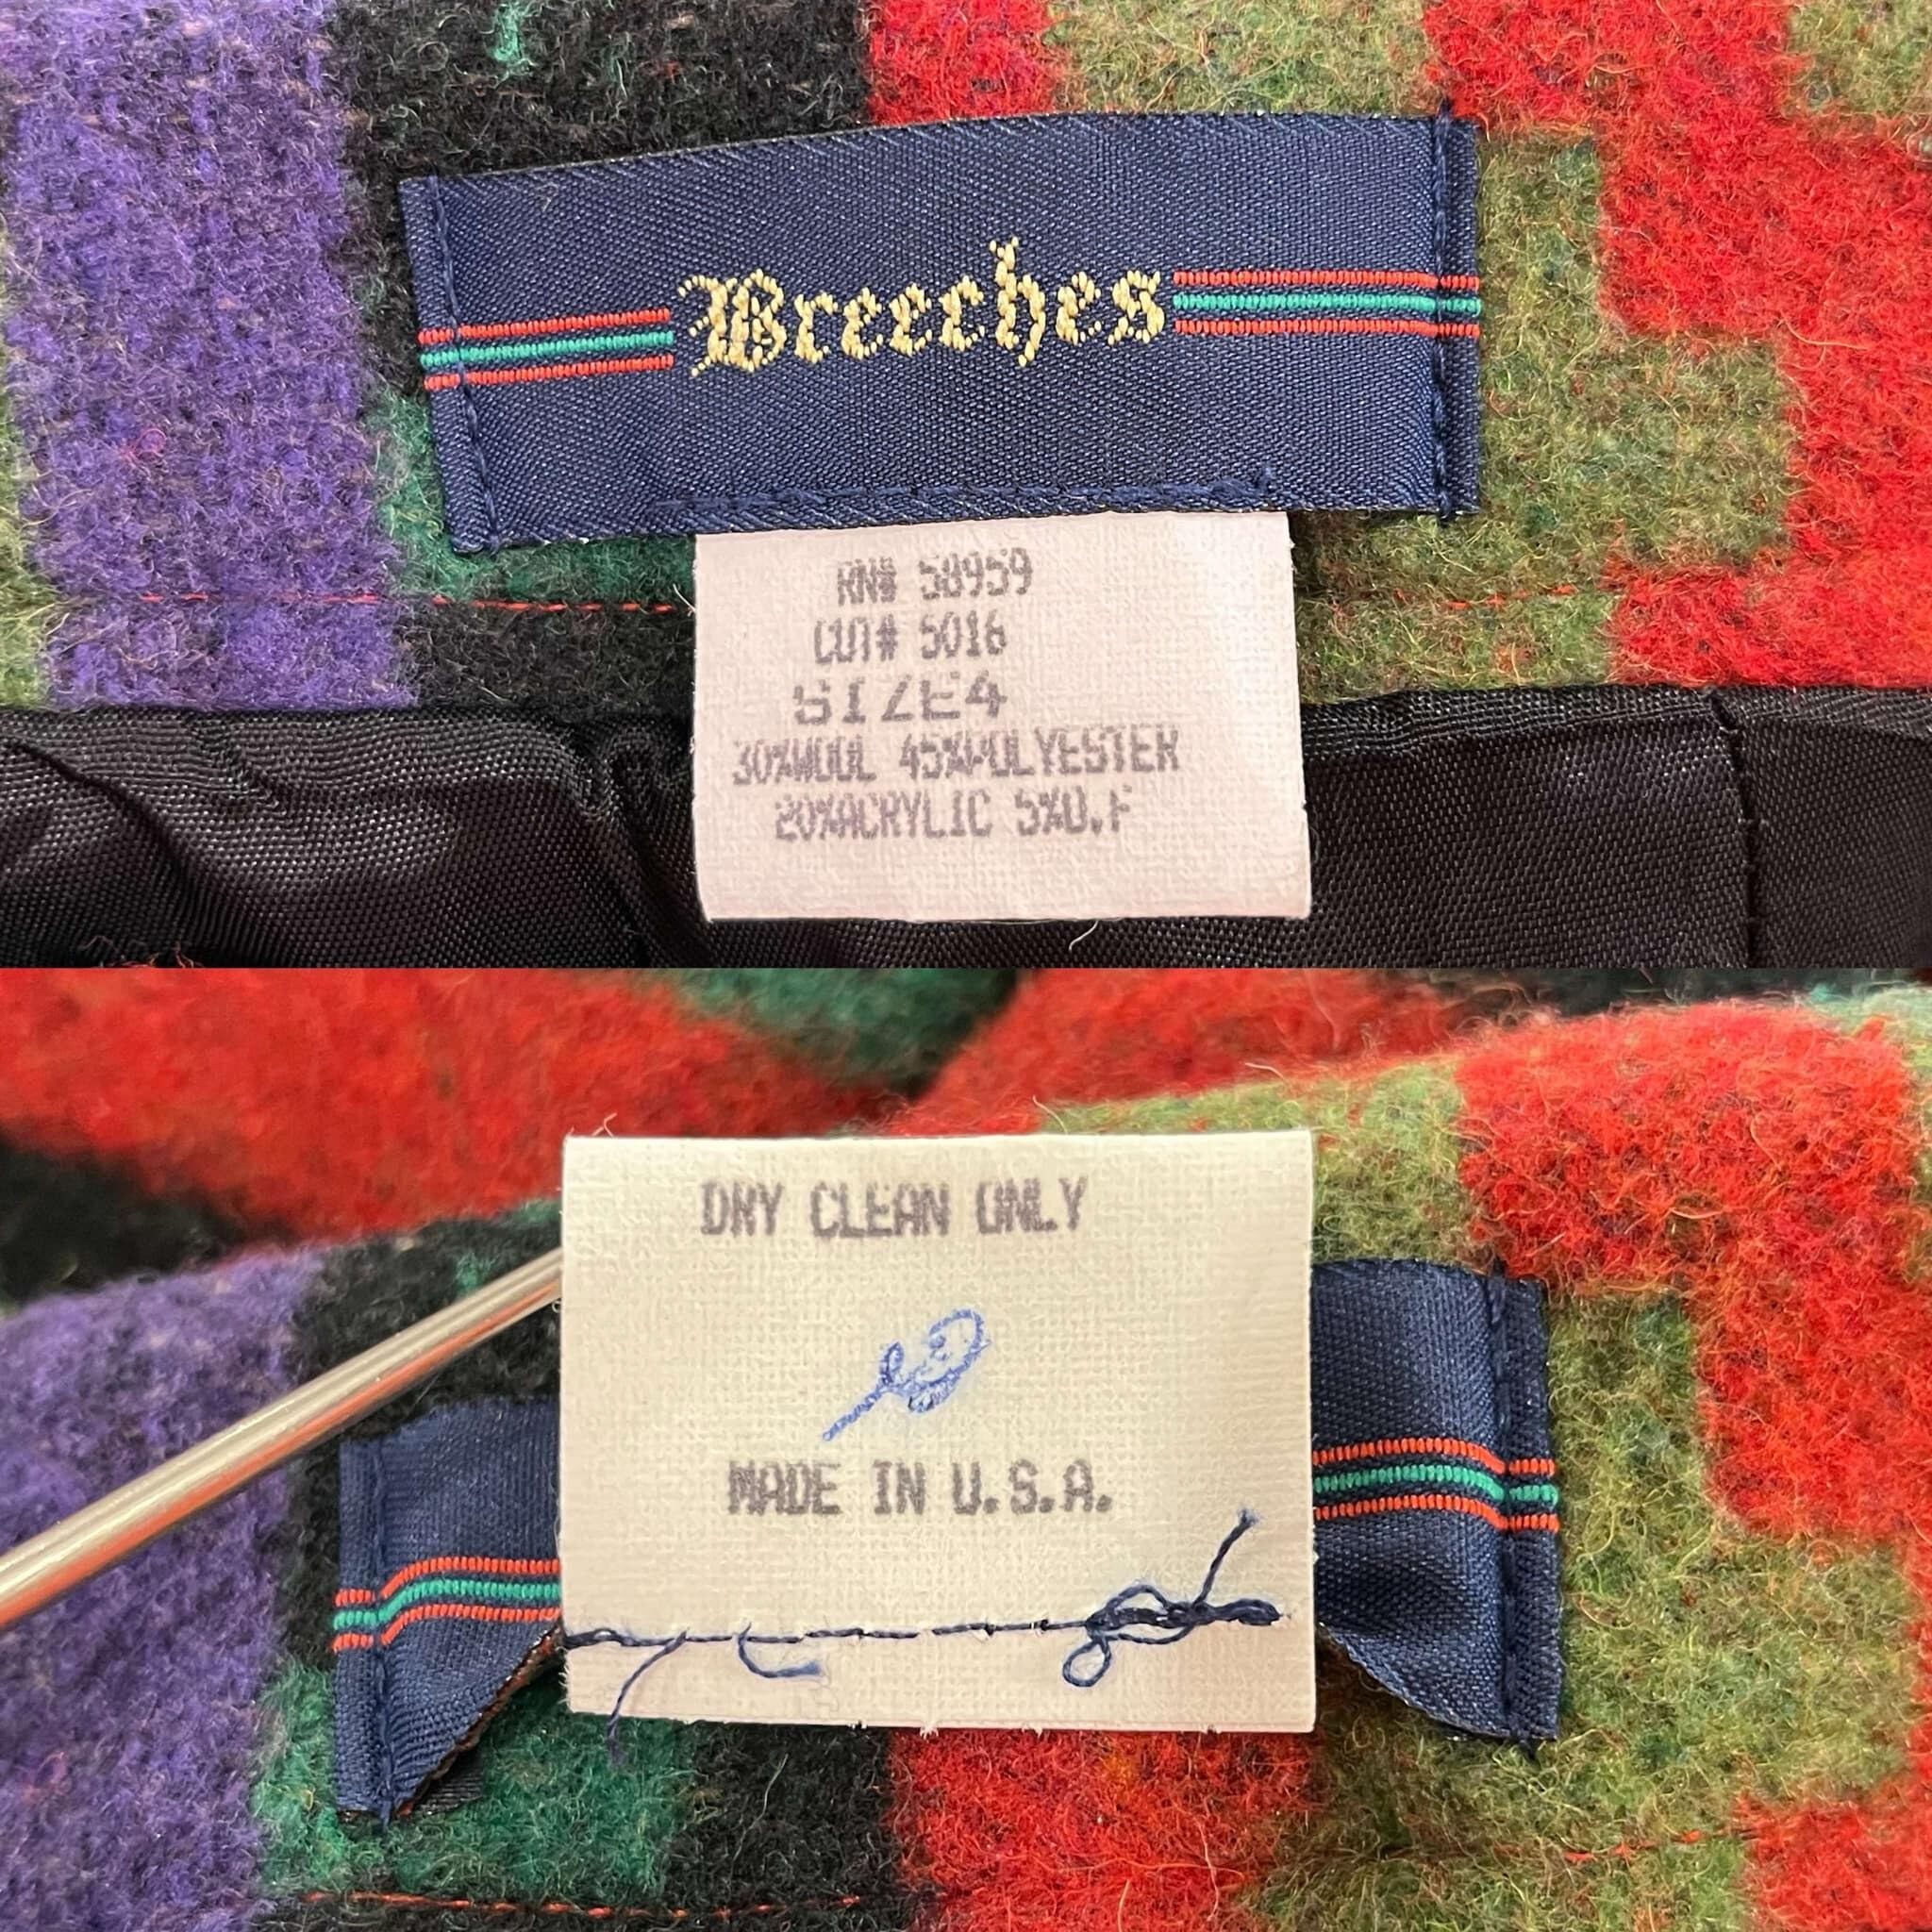 Breeches
RN# 58959
CUT# 5016
SIZE4
30%WOOL 45%POLYESTER
20%ACRYLIC 5%O.F
DRY CLEAN ONLY
MADE IN U.S.A.